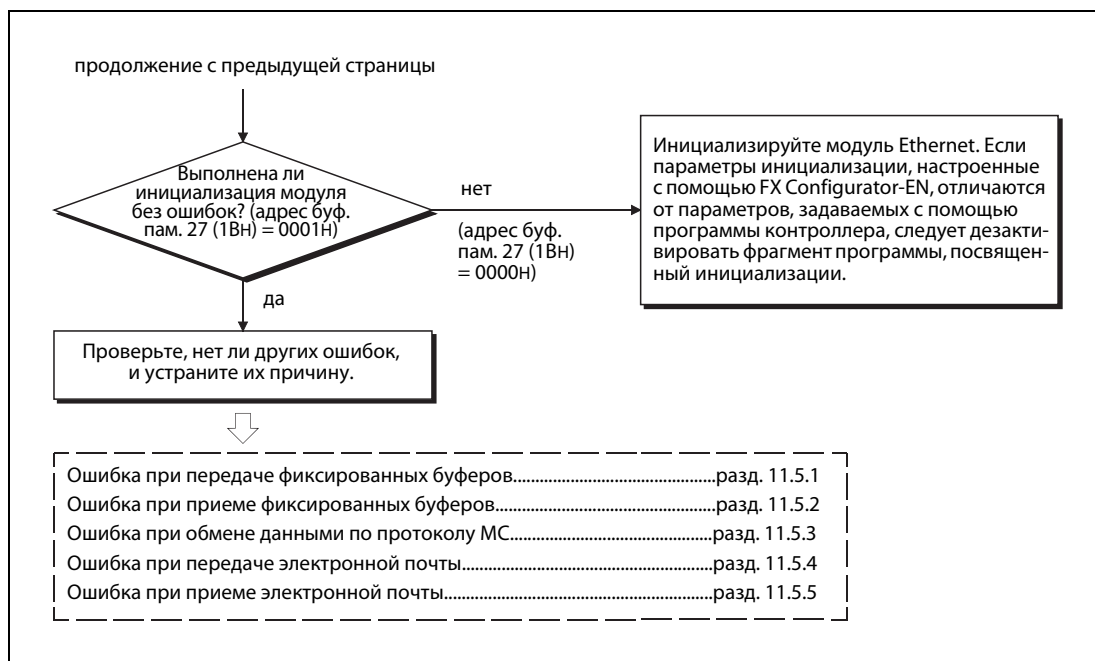 продолжение с предыдущей страницы
Выполнена ли
инициализация модуля
без ошибок? (адрес буф.
пам. 27 (1BH) = 0001H)
нет
(адрес буф.
пам. 27 (1BH)
= 0000H)
Инициализируйте модуль Ethernet. Если
параметры инициализации, настроенные
с помощью FX Configurator-EN, отличаются
от параметров, задаваемых с помощью
программы контроллера, следует дезакти-
вировать фрагмент программы, посвящен-
ный инициализации.
да
Проверьте, нет ли других ошибок,
и устраните их причину.
Ошибка при передаче фиксированных буферов......................................................разд. 11.5.1
Ошибка при приеме фиксированных буферов..........................................................разд. 11.5.2
Ошибка при обмене данными по протоколу MC......................................................разд. 11.5.3
Ошибка при передаче электронной почты................................................................разд. 11.5.4
Ошибка при приеме электронной почты....................................................................разд. 11.5.5